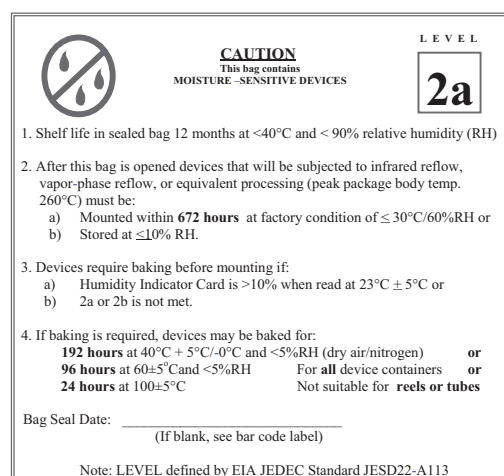 LEVEL
2a
CAUTION
This bag contains
MOISTURE –SENSITIVE DEVICES
1. Shelf life in sealed bag 12 months at <40°C and < 90% relative humidity (RH)
2. After this bag is opened devices that will be subjected to infrared reflow,
vapor-phase reflow, or equivalent processing (peak package body temp.
260°C) must be:
a) Mounted within 672 hours at factory condition of ≤ 30°C/60%RH or
b) Stored at ≤10% RH.
3. Devices require baking before mounting if:
a) Humidity Indicator Card is >10% when read at 23°C ± 5°C or
b) 2a or 2b is not met.
4. If baking is required, devices may be baked for:
192 hours at 40°C + 5°C/-0°C and <5%RH (dry air/nitrogen) or
96 hours at 60±5°Cand <5%RH For all device containers or
24 hours at 100±5°C Not suitable for reels or tubes
Bag Seal Date: ______________________________
(If blank, see bar code label)
Note: LEVEL defined by EIA JEDEC Standard JESD22-A113